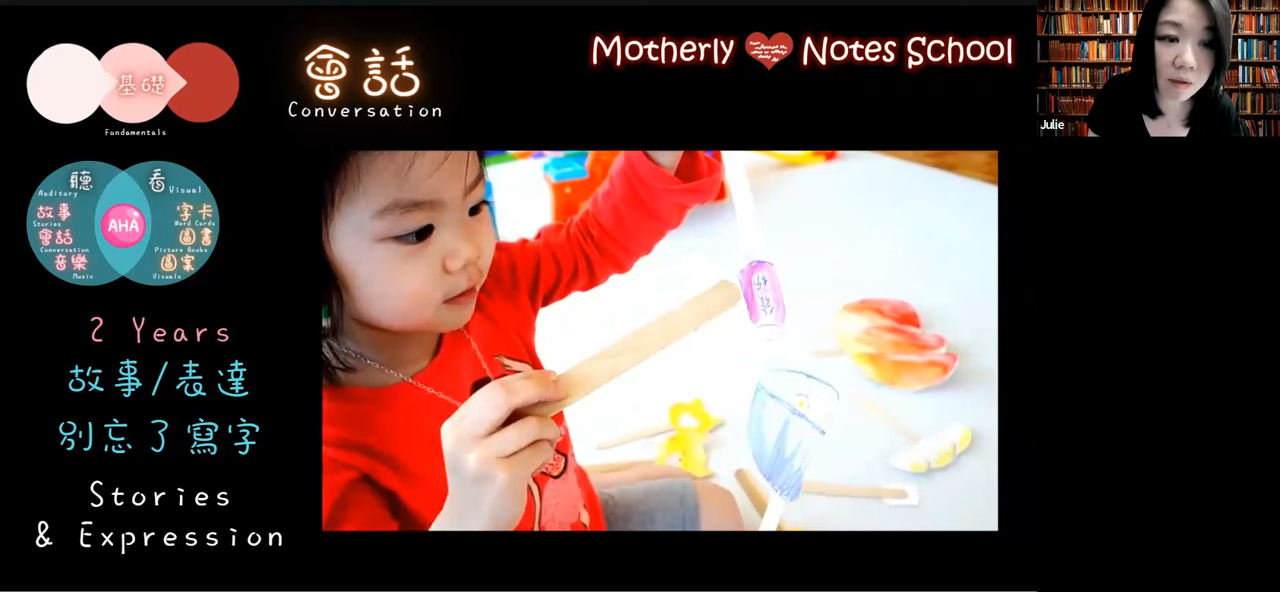 基礎
Fundamentals
會話
Conversation
Motherly Notes School
Julie
聽
Auditory
看
Visual
故事
Stories
會話
Conversation
音樂
Music
AHA
字卡
Word Cards
圖書
Picture Books
圖案
Visuals
2 Years
故事/表達
別忘了寫字
Stories
& Expression